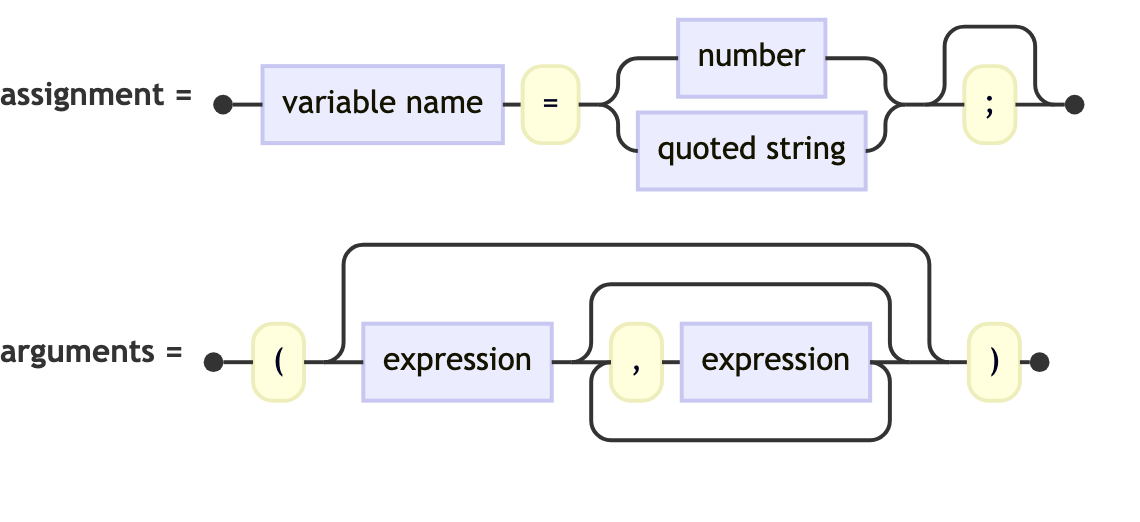 assignment = variable name = number ;
quoted string
arguments = ( expression , expression )